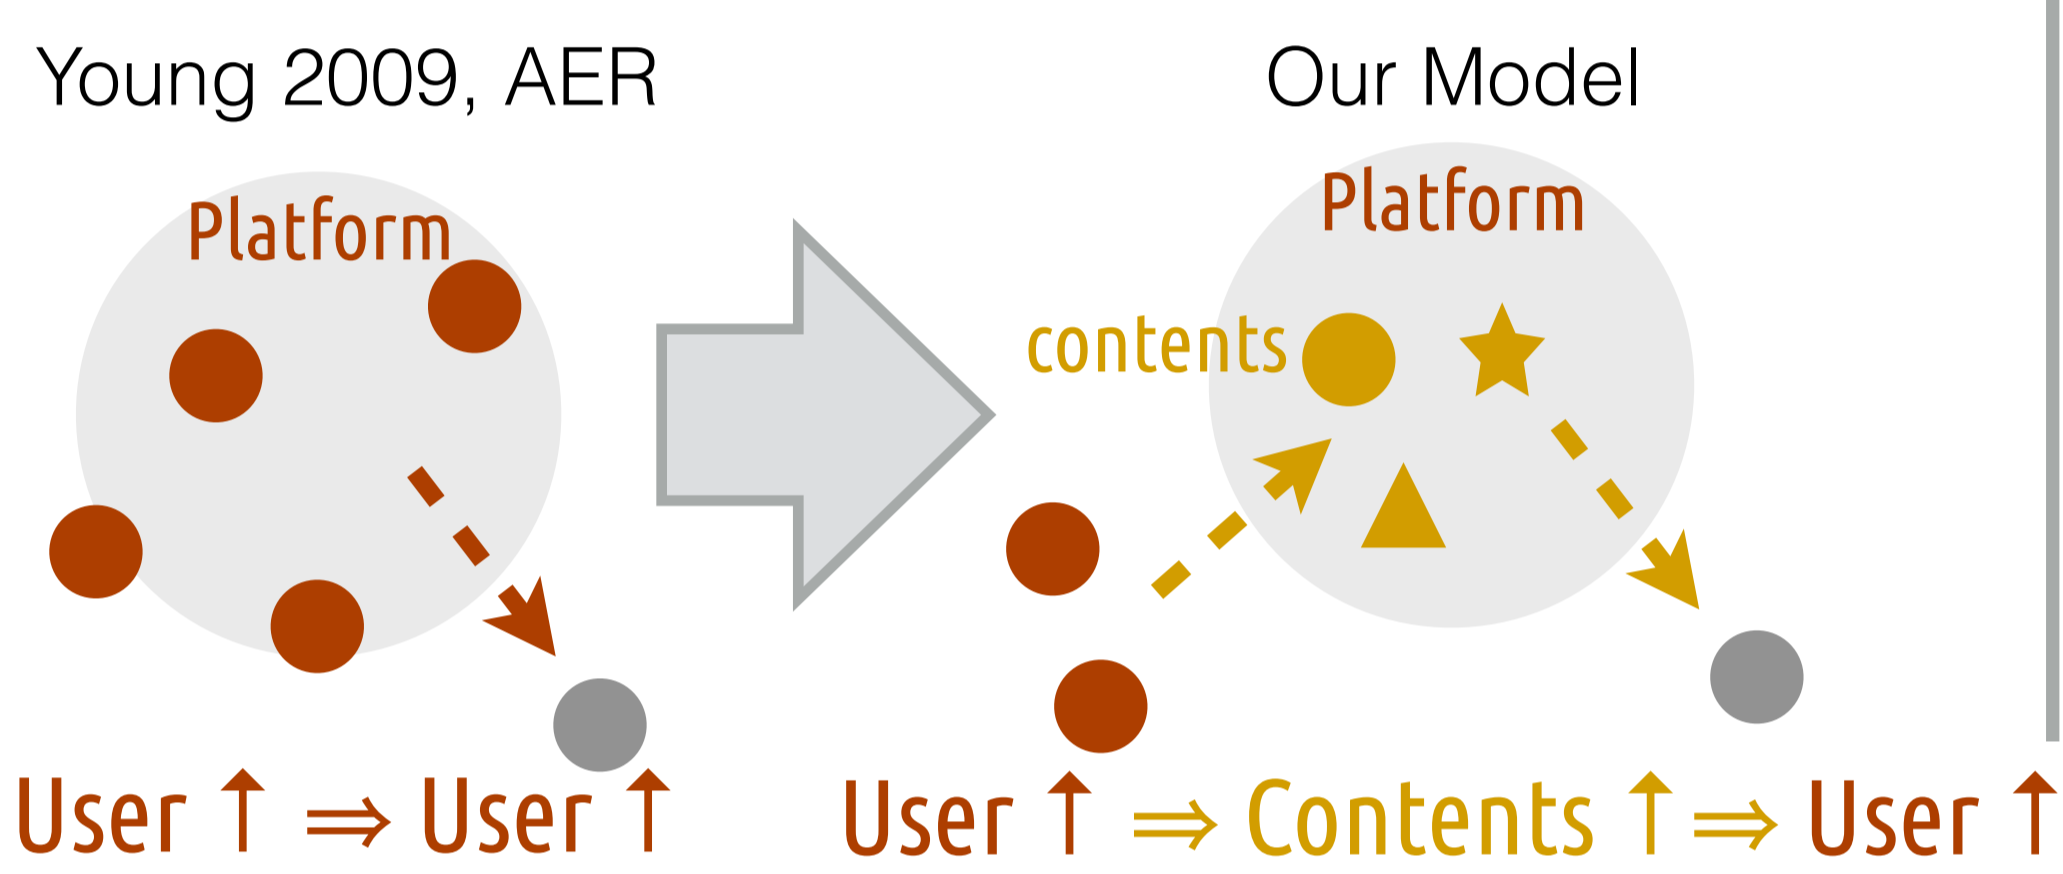 Young 2009, AER
Platform
User ↑ ⇒ User ↑
Our Model
Platform
contents
User ↑ ⇒ Contents ↑ ⇒ User ↑